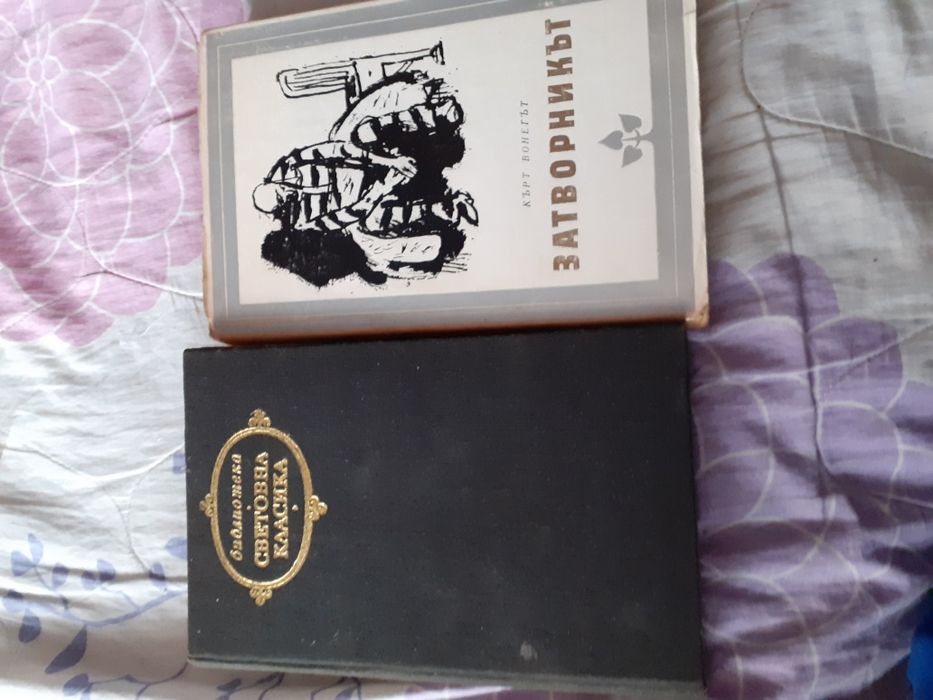 КЪРТ ВОНЕГЪТ
ЗАТВОРНИКЪТ
библиотека
СВЕТОВНА
КЛАСИКА